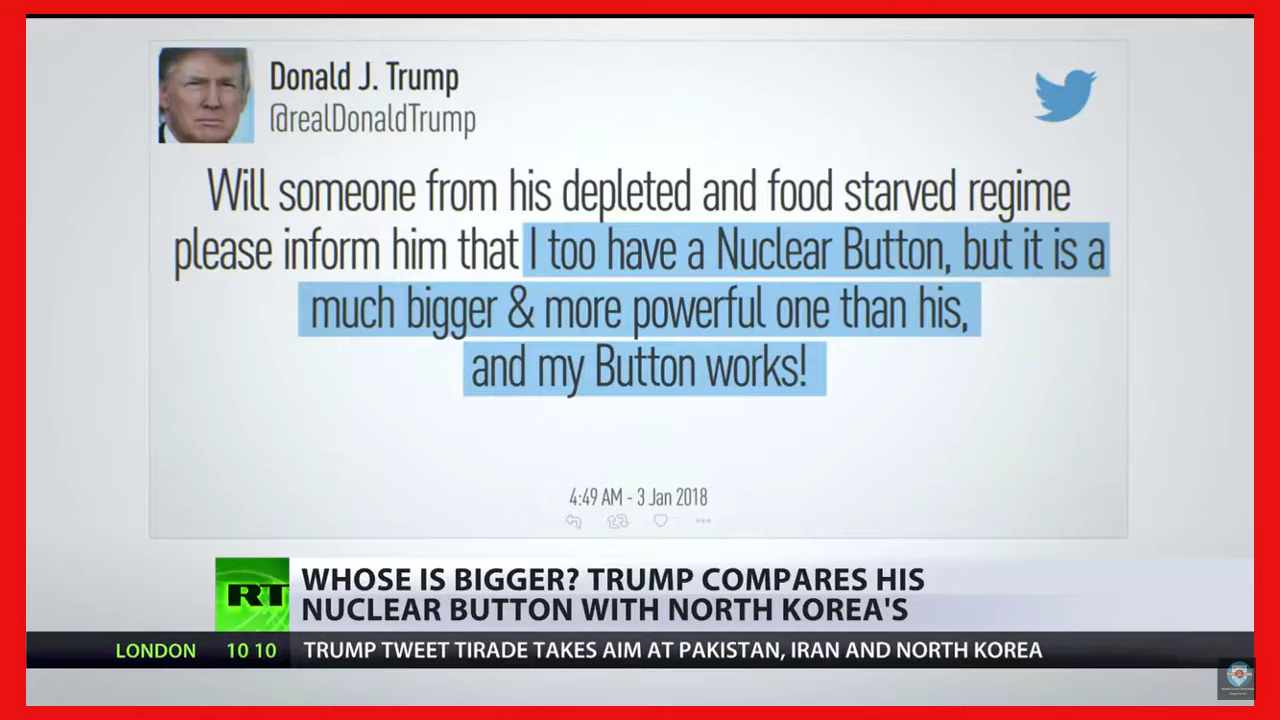 Donald J. Trump
@realDonaldTrump
Will someone from his depleted and food starved regime
please inform him that I too have a Nuclear Button, but it is a
much bigger & more powerful one than his,
and my Button works!
4:49 AM - 3 Jan 2018
RT
WHOSE IS BIGGER? TRUMP COMPARES HIS
NUCLEAR BUTTON WITH NORTH KOREA'S
LONDON 10 10 TRUMP TWEET TIRADE TAKES AIM AT PAKISTAN, IRAN AND NORTH KOREA